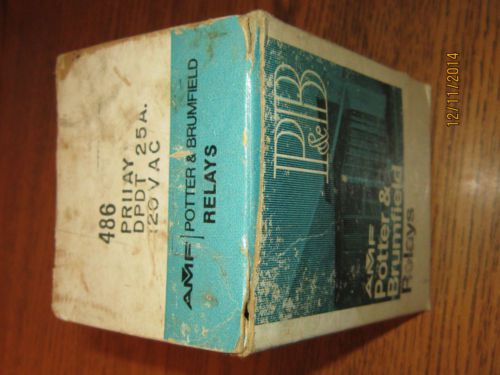 486
PR11AY
DPDT 25A.
120 VAC
AMF | POTTER & BRUMFIELD
RELAYS
P&B
AMF
Potter &
Brumfield
Relays
12/11/2014